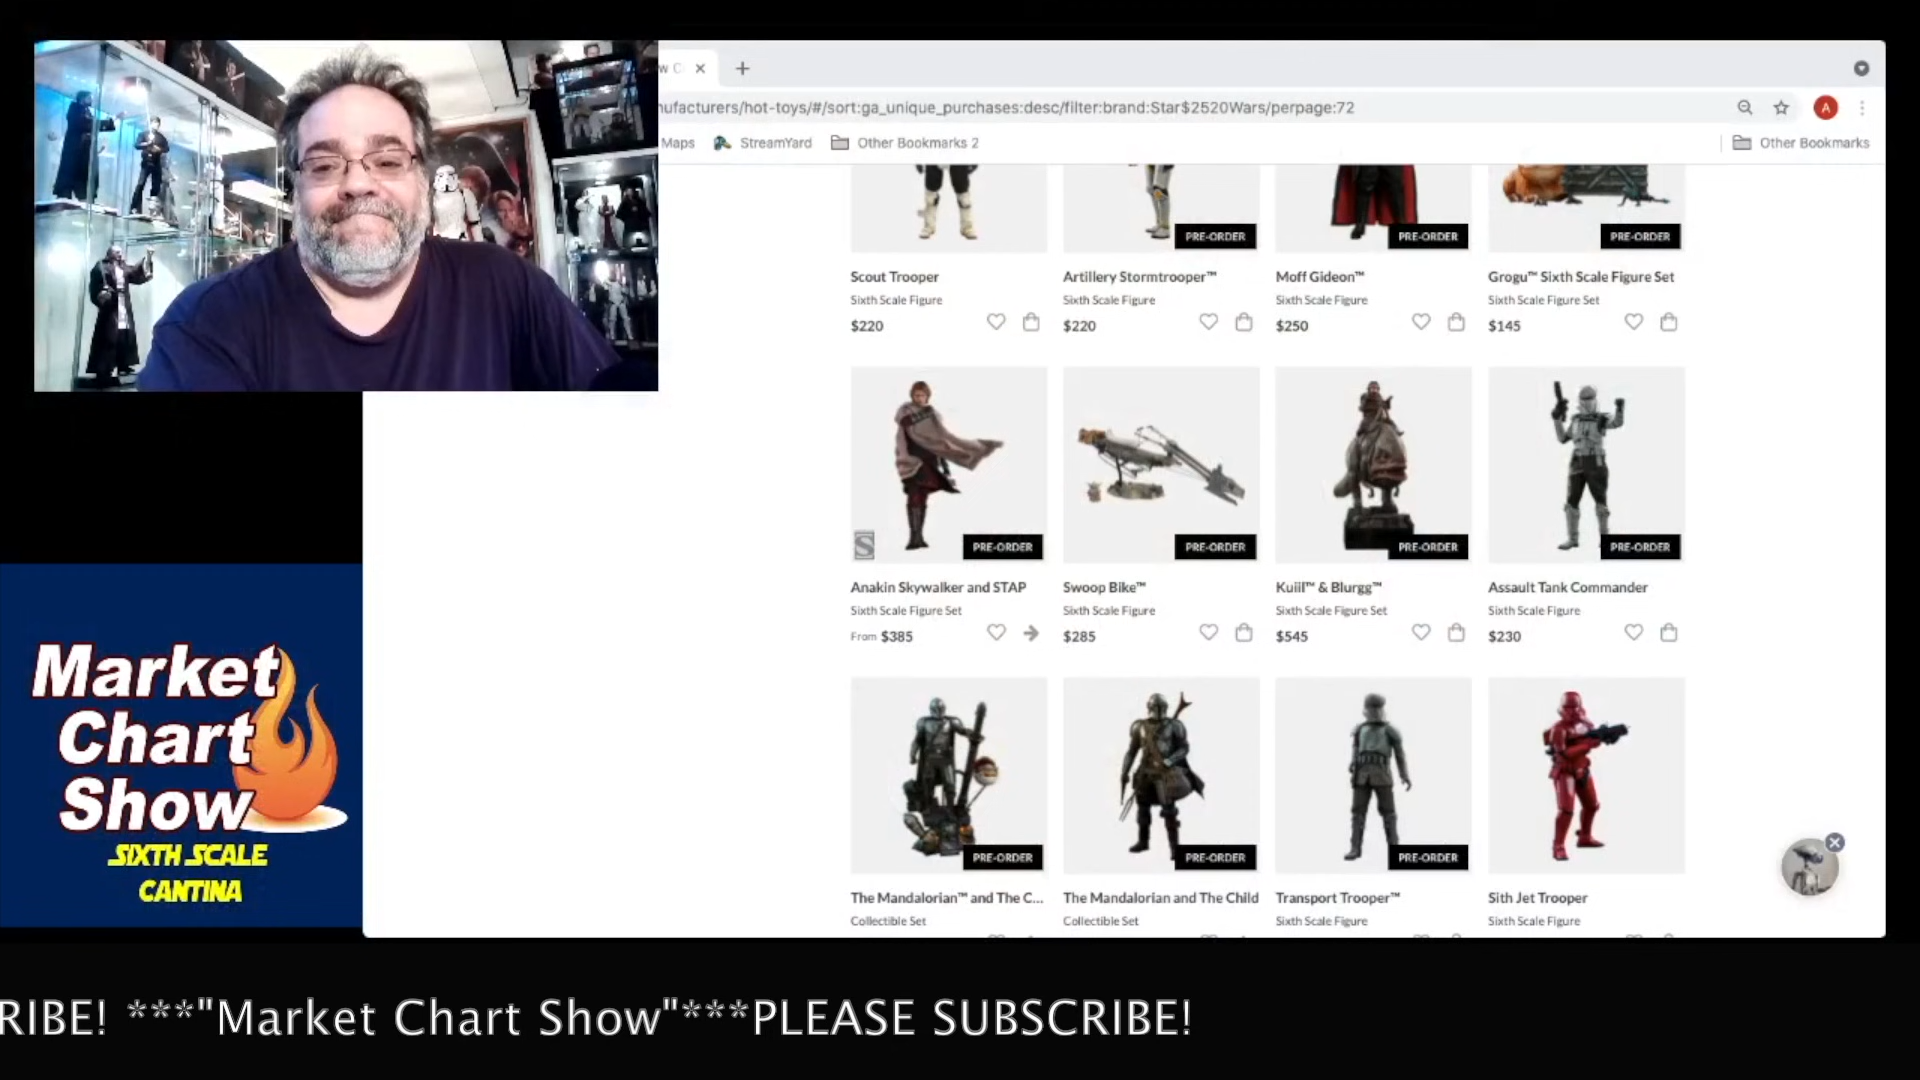 w C
nufacturers/hot-toys/#/sort:ga_unique_purchases:desc/filter:brand:Star$2520Wars/perpage:72
A
Maps StreamYard Other Bookmarks 2 Other Bookmarks
PRE-ORDER PRE-ORDER PRE-ORDER
Scout Trooper Artillery Stormtrooper™ Moff Gideon™ Grogu™ Sixth Scale Figure Set
Sixth Scale Figure Sixth Scale Figure Sixth Scale Figure Sixth Scale Figure Set
$220 $220 $250 $145
S PRE-ORDER PRE-ORDER PRE-ORDER PRE-ORDER
Anakin Skywalker and STAP Swoop Bike™ Kuiil™ & Blurgg™ Assault Tank Commander
Sixth Scale Figure Set Sixth Scale Figure Sixth Scale Figure Set Sixth Scale Figure
From $385 $285 $545 $230
PRE-ORDER PRE-ORDER PRE-ORDER
The Mandalorian™ and The C... The Mandalorian and The Child Transport Trooper™ Sith Jet Trooper
Collectible Set Collectible Set Sixth Scale Figure Sixth Scale Figure
Market
Chart
Show
SIXTH SCALE
CANTINA
RIBE! ***"Market Chart Show"***PLEASE SUBSCRIBE!